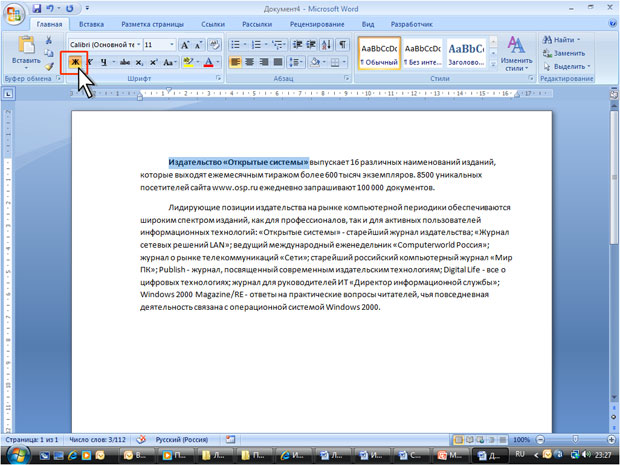 Документ4 - Microsoft Word
Главная Вставка Разметка страницы Ссылки Рассылки Рецензирование Вид Разработчик
Calibri (Основной те 11
Вставить
Ж
abc x₂ x² Aa
AaBbCcDc AaBbCcDc AaBbCc
¶ Обычный ¶ Без инте... Заголово...
Изменить стили
Найти
Заменить
Выделить
Буфер обмена Шрифт Абзац Стили Редактирование
Издательство «Открытые системы» выпускает 16 различных наименований изданий,
которые выходят ежемесячным тиражом более 600 тысяч экземпляров. 8500 уникальных
посетителей сайта www.osp.ru ежедневно запрашивают 100 000 документов.
Лидирующие позиции издательства на рынке компьютерной периодики обеспечиваются
широким спектром изданий, как для профессионалов, так и для активных пользователей
информационных технологий: «Открытые системы» - старейший журнал издательства; «Журнал
сетевых решений LAN»; ведущий международный еженедельник «Computerworld Россия»;
журнал о рынке телекоммуникаций «Сети»; старейший российский компьютерный журнал «Мир
ПК»; Publish - журнал, посвященный современным издательским технологиям; Digital Life - все о
цифровых технологиях; журнал для руководителей ИТ «Директор информационной службы»;
Windows 2000 Magazine/RE - ответы на практические вопросы читателей, чья повседневная
деятельность связана с операционной системой Windows 2000.
Страница: 1 из 1 Число слов: 3/112 Русский (Россия) 100%
В... П... Л... П... И... И... И... С... М... Д... RU 23:27